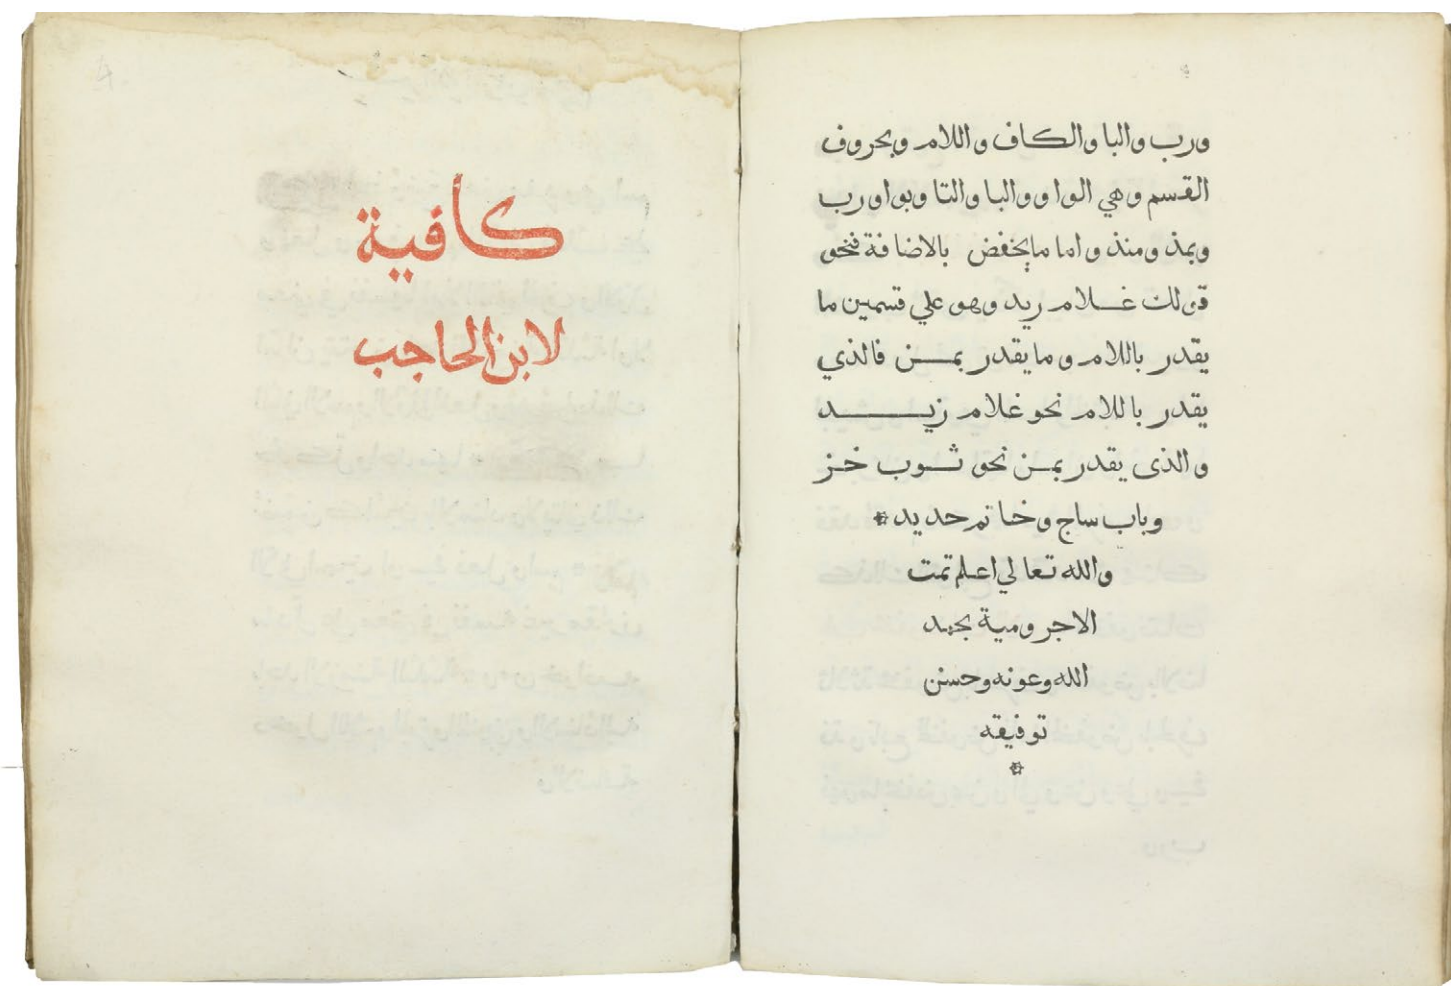 ورب والبا والكاف واللام وبحروف
القسم وهي الواو والبا والتا وبواو رب
وبمذ ومنذ واما ما يخفض بالاضافة فنحو
قولك غلام زيد وهو علي قسمين ما
يقدر باللام وما يقدر بمن فالذي
يقدر باللام نحو غلام زيد
والذى يقدر بمن نحو ثوب خز
وباب ساج وخاتم حديد *
والله تعالي اعلم تمت
الاجرومية بحمد
الله وعونه وحسن
توفيقه
*
كافية
لابن الحاجب